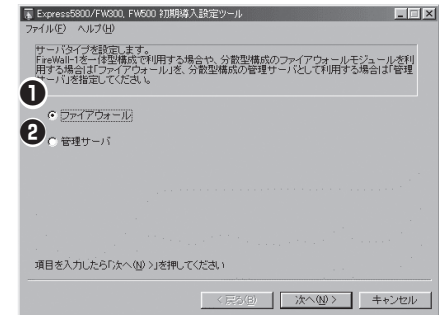 Express5800/FW300, FW500 初期導入設定ツール
ファイル(F) ヘルプ(H)
サーバタイプを設定します。
FireWall-1を一体型構成で利用する場合や、分散型構成のファイアウォールモジュールを利
用する場合は「ファイアウォール」を、分散型構成の管理サーバとして利用する場合は「管理
サーバ」を指定してください。
❶
ファイアウォール
❷
管理サーバ
項目を入力したら「次へ(N) >」を押してください
< 戻る(B)
次へ(N) >
キャンセル